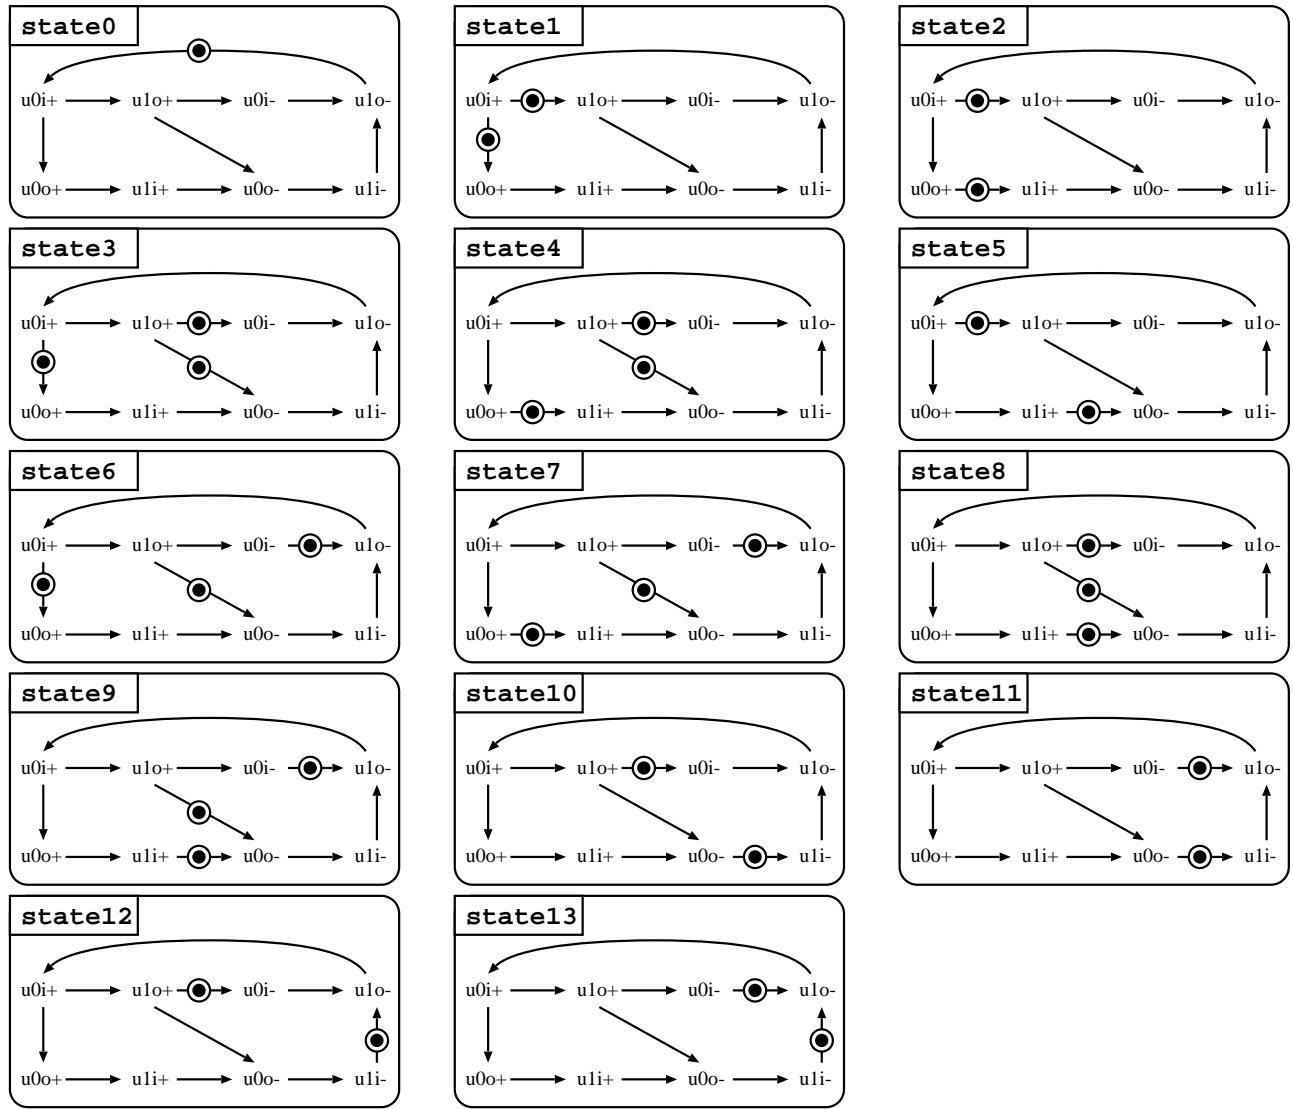 state0 state1 state2
u0i+ u1o+ u0i- u1o- u0i+ u1o+ u0i- u1o- u0i+ u1o+ u0i- u1o-
u0o+ u1i+ u0o- u1i- u0o+ u1i+ u0o- u1i- u0o+ u1i+ u0o- u1i-
state3 state4 state5
u0i+ u1o+ u0i- u1o- u0i+ u1o+ u0i- u1o- u0i+ u1o+ u0i- u1o-
u0o+ u1i+ u0o- u1i- u0o+ u1i+ u0o- u1i- u0o+ u1i+ u0o- u1i-
state6 state7 state8
u0i+ u1o+ u0i- u1o- u0i+ u1o+ u0i- u1o- u0i+ u1o+ u0i- u1o-
u0o+ u1i+ u0o- u1i- u0o+ u1i+ u0o- u1i- u0o+ u1i+ u0o- u1i-
state9 state10 state11
u0i+ u1o+ u0i- u1o- u0i+ u1o+ u0i- u1o- u0i+ u1o+ u0i- u1o-
u0o+ u1i+ u0o- u1i- u0o+ u1i+ u0o- u1i- u0o+ u1i+ u0o- u1i-
state12 state13
u0i+ u1o+ u0i- u1o- u0i+ u1o+ u0i- u1o-
u0o+ u1i+ u0o- u1i- u0o+ u1i+ u0o- u1i-